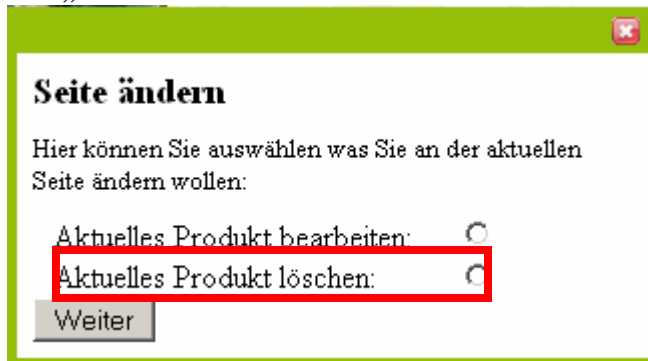 „
Seite ändern
Hier können Sie auswählen was Sie an der aktuellen
Seite ändern wollen:
Aktuelles Produkt bearbeiten:
Aktuelles Produkt löschen:
Weiter